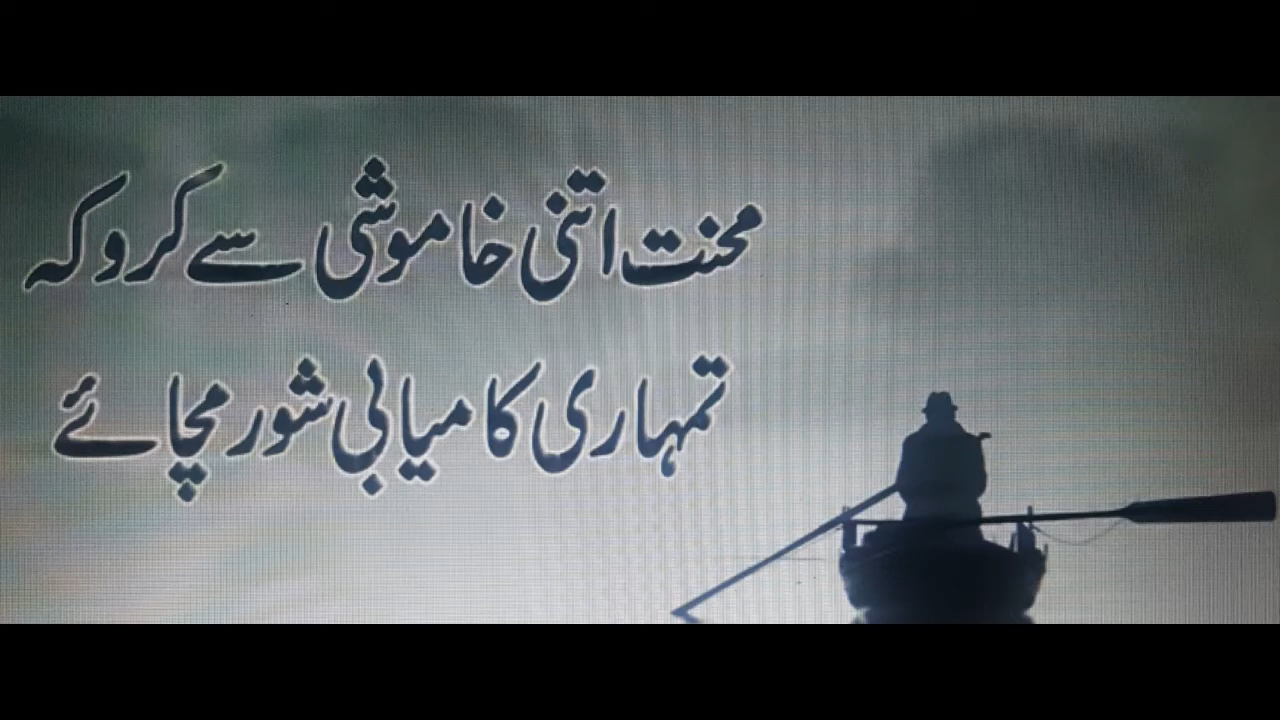 محنت اتنی خاموشی سے کرو کہ
تمہاری کامیابی شور مچائے